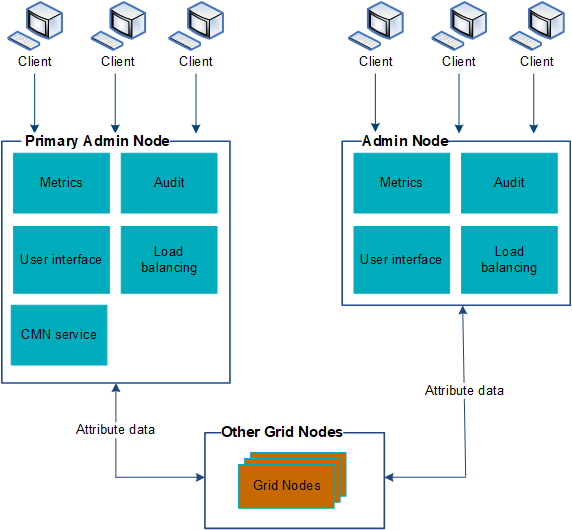 Client Client Client Client Client Client
Primary Admin Node
Metrics Audit
User interface Load balancing
CMN service
Admin Node
Metrics Audit
User interface Load balancing
Attribute data
Attribute data
Other Grid Nodes
Grid Nodes